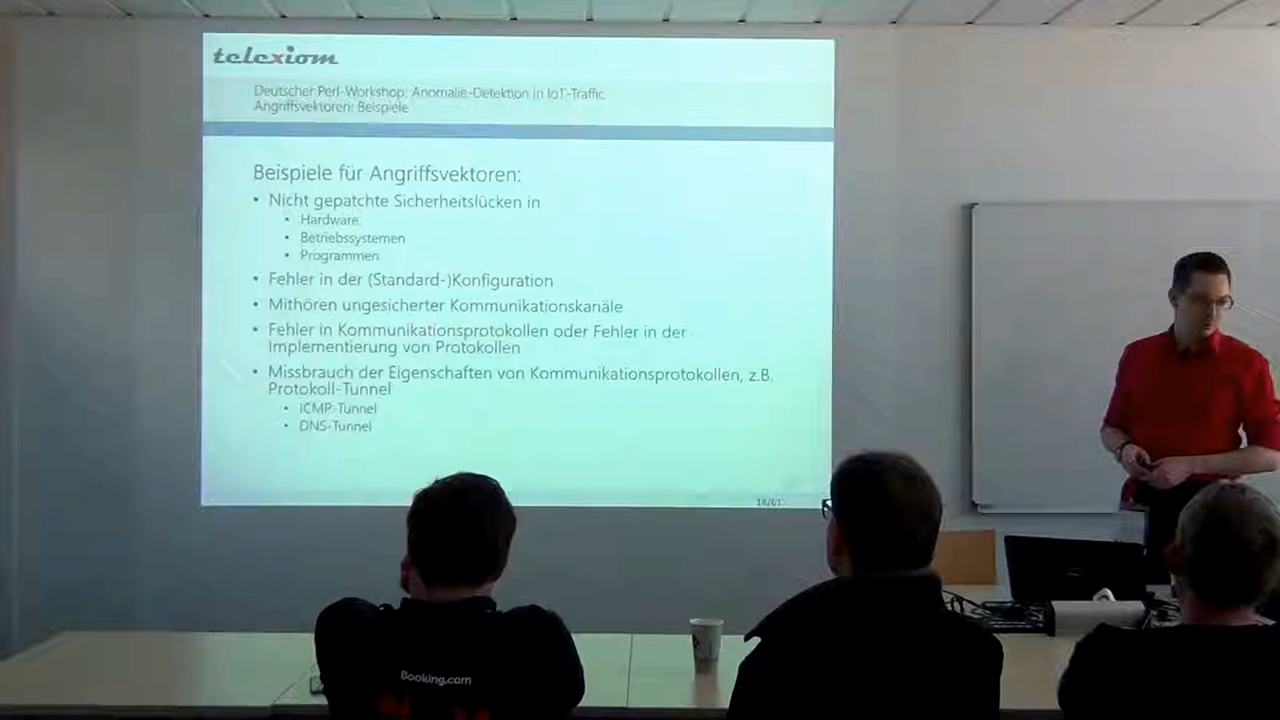 telexiom
Deutscher Perl-Workshop: Anomalie-Detektion in IoT-Traffic
Angriffsvektoren: Beispiele
Beispiele für Angriffsvektoren:
• Nicht gepatchte Sicherheitslücken in
• Hardware
• Betriebssystemen
• Programmen
• Fehler in der (Standard-)Konfiguration
• Mithören ungesicherter Kommunikationskanäle
• Fehler in Kommunikationsprotokollen oder Fehler in der
Implementierung von Protokollen
• Missbrauch der Eigenschaften von Kommunikationsprotokollen, z.B.
Protokoll-Tunnel
• ICMP-Tunnel
• DNS-Tunnel
18/61
Booking.com